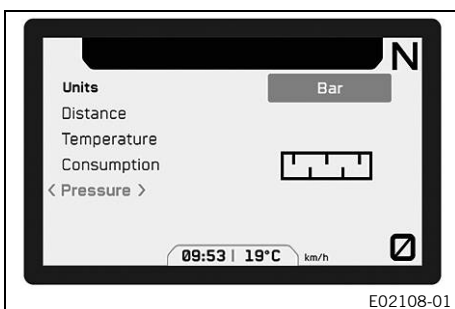 N
Units Bar
Distance
Temperature
Consumption
< Pressure >
09:53 | 19°C km/h 0
E02108-01